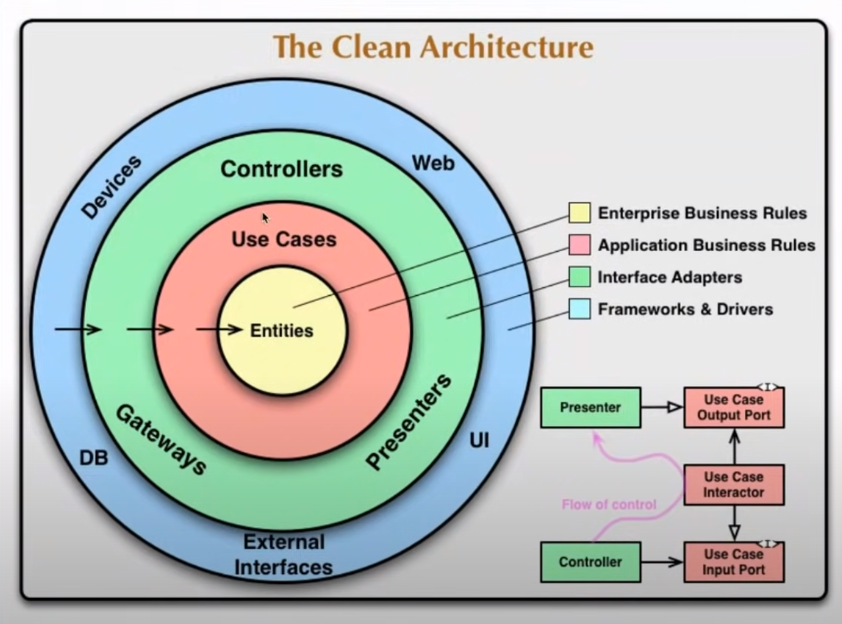 The Clean Architecture
Devices
Web
Controllers
Use Cases
Entities
Gateways
Presenters
DB
UI
External
Interfaces
Enterprise Business Rules
Application Business Rules
Interface Adapters
Frameworks & Drivers
Presenter
Use Case
Output Port
<I>
Flow of control
Use Case
Interactor
Controller
Use Case
Input Port
<I>